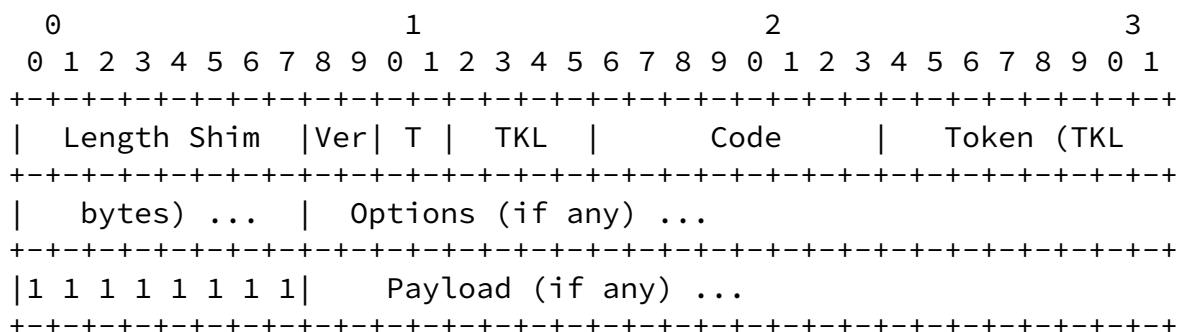 0 1 2 3
0 1 2 3 4 5 6 7 8 9 0 1 2 3 4 5 6 7 8 9 0 1 2 3 4 5 6 7 8 9 0 1
+-+-+-+-+-+-+-+-+-+-+-+-+-+-+-+-+-+-+-+-+-+-+-+-+-+-+-+-+-+-+-+-+
| Length Shim |Ver| T | TKL | Code | Token (TKL
+-+-+-+-+-+-+-+-+-+-+-+-+-+-+-+-+-+-+-+-+-+-+-+-+-+-+-+-+-+-+-+-+
| bytes) ... | Options (if any) ...
+-+-+-+-+-+-+-+-+-+-+-+-+-+-+-+-+-+-+-+-+-+-+-+-+-+-+-+-+-+-+-+-+
|1 1 1 1 1 1 1 1| Payload (if any) ...
+-+-+-+-+-+-+-+-+-+-+-+-+-+-+-+-+-+-+-+-+-+-+-+-+-+-+-+-+-+-+-+-+